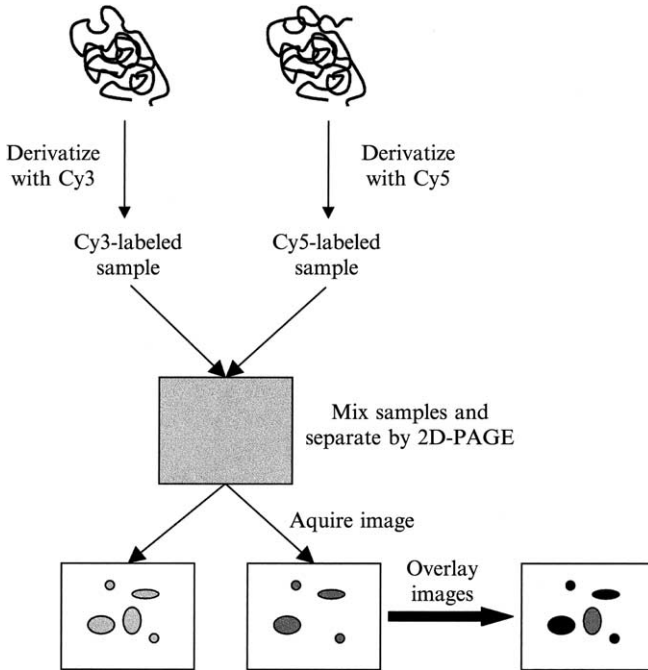 Derivatize
with Cy3
Derivatize
with Cy5
Cy3-labeled
sample
Cy5-labeled
sample
Mix samples and
separate by 2D-PAGE
Aquire image
Overlay
images